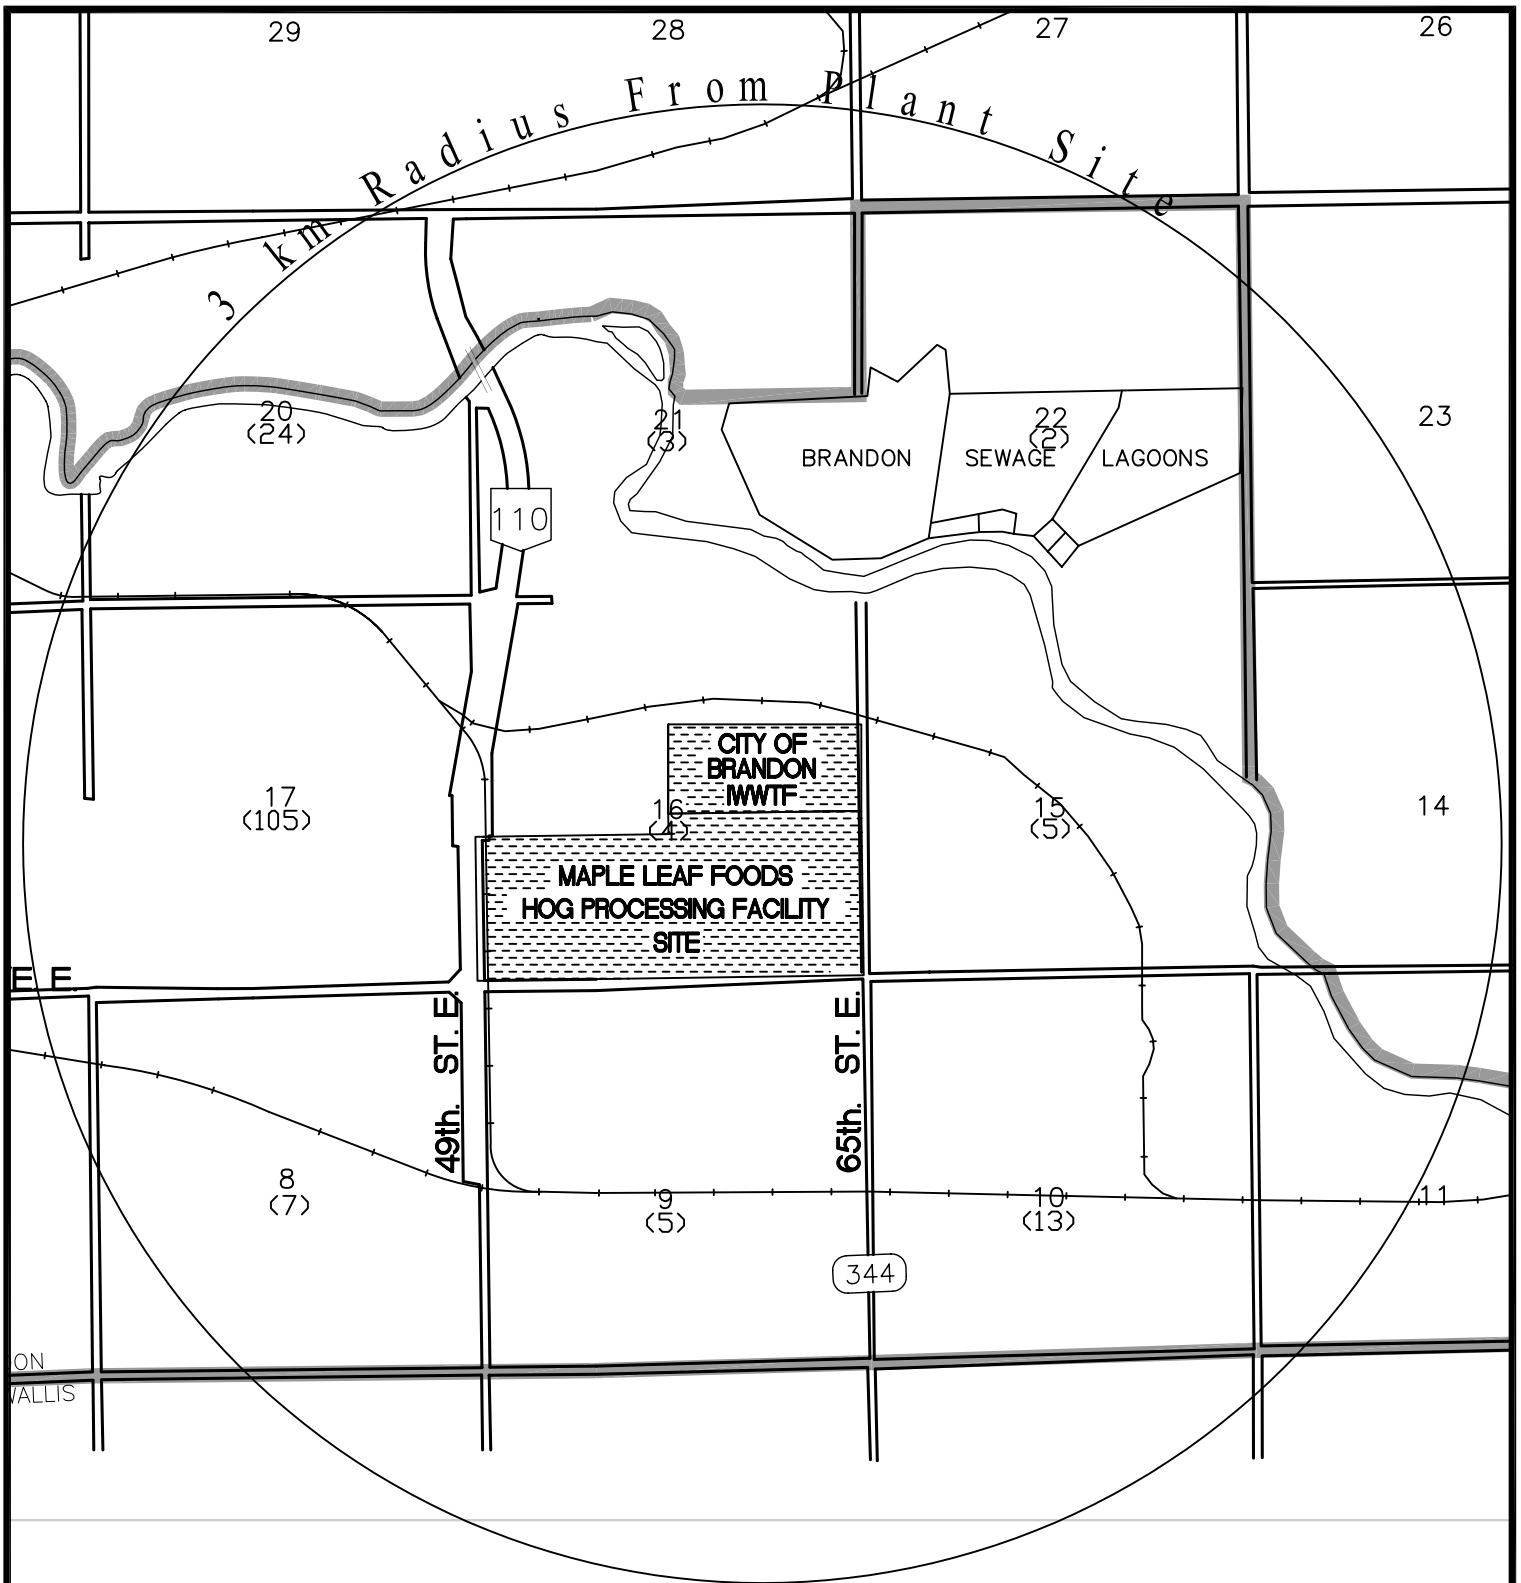 29
28
27
26
3 km Radius From Plant Site
20
(24)
21
(3)
22
(2)
23
BRANDON SEWAGE LAGOONS
110
CITY OF
BRANDON
IWWTF
17
(105)
16
(4)
15
(5)
14
MAPLE LEAF FOODS
HOG PROCESSING FACILITY
SITE
E E.
49th. ST. E.
65th. ST. E.
8
(7)
9
(5)
10
(13)
11
344
ON
WALLIS